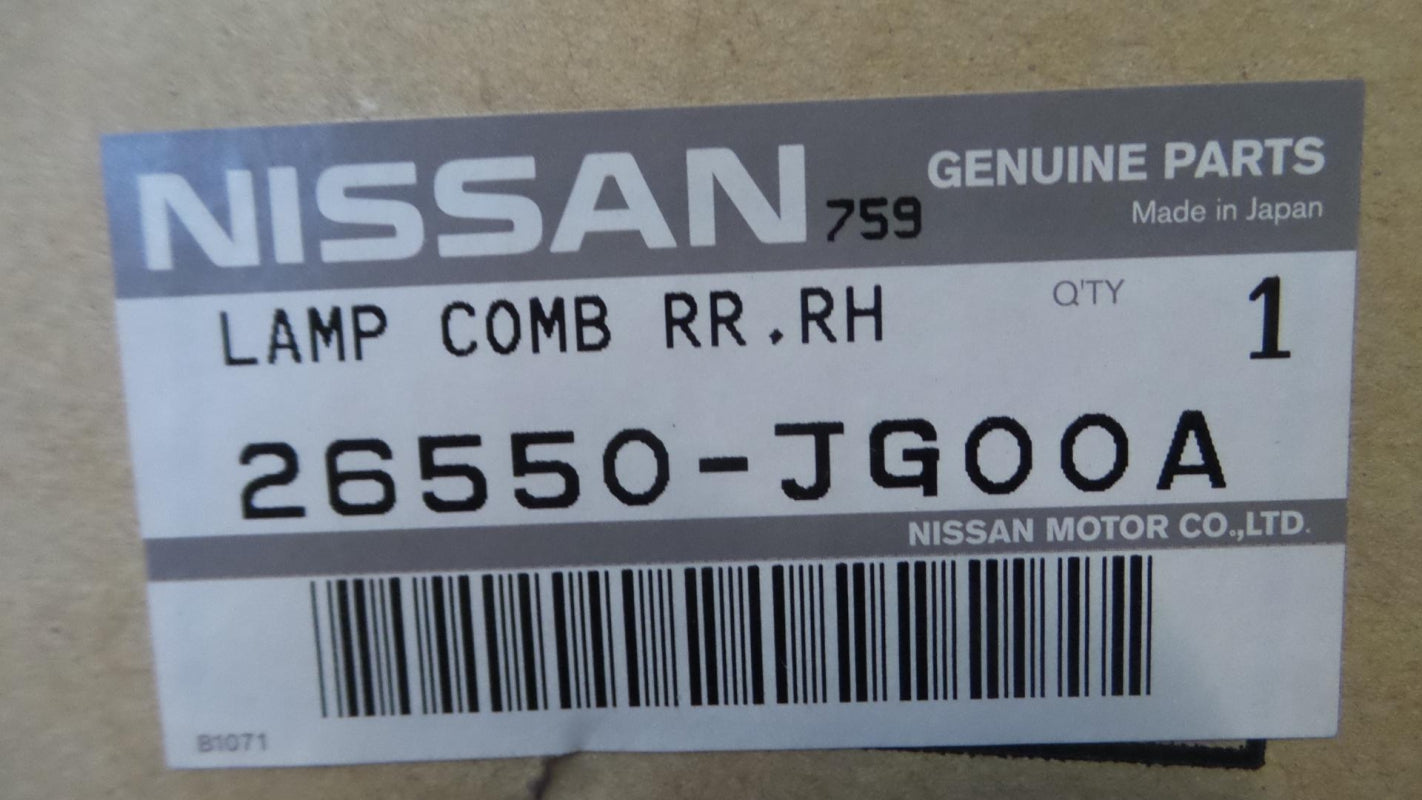 NISSAN 759 GENUINE PARTS
Made in Japan
LAMP COMB RR.RH Q'TY 1
26550-JG00A
NISSAN MOTOR CO.,LTD.
B1071